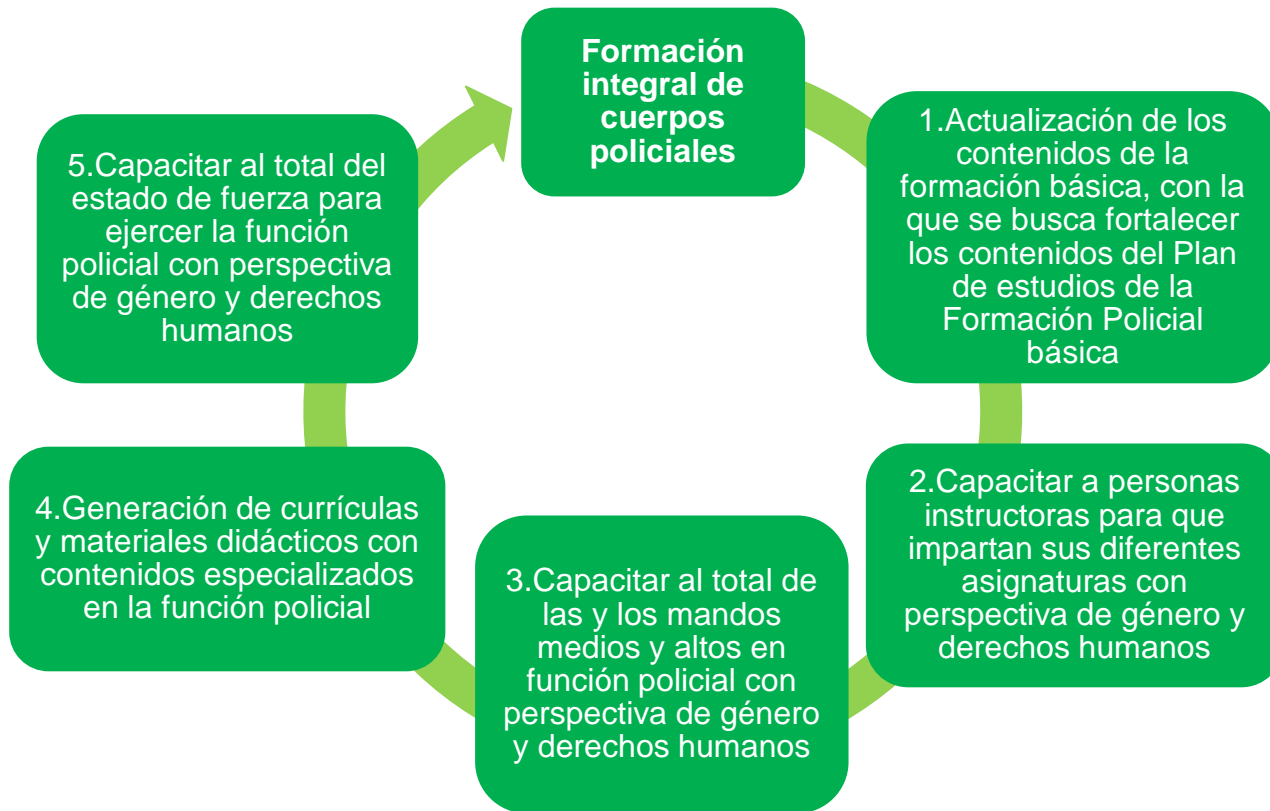 Formación
integral de
cuerpos
policiales
1.Actualización de los
contenidos de la
formación básica, con la
que se busca fortalecer
los contenidos del Plan
de estudios de la
Formación Policial
básica
2.Capacitar a personas
instructoras para que
impartan sus diferentes
asignaturas con
perspectiva de género y
derechos humanos
3.Capacitar al total de
las y los mandos
medios y altos en
función policial con
perspectiva de género
y derechos humanos
4.Generación de currículas
y materiales didácticos con
contenidos especializados
en la función policial
5.Capacitar al total del
estado de fuerza para
ejercer la función
policial con perspectiva
de género y derechos
humanos